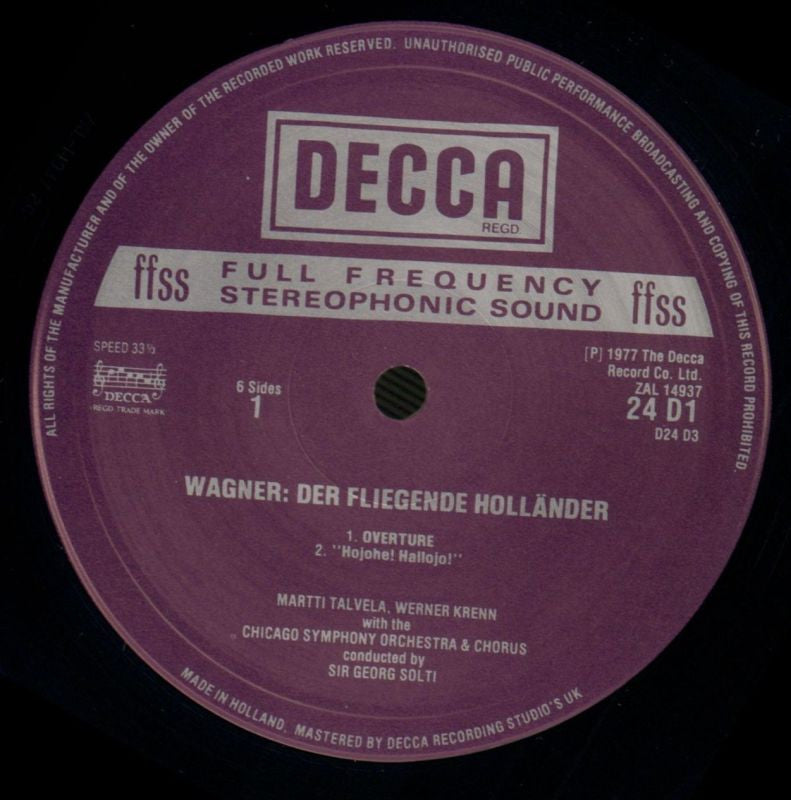 ALL RIGHTS OF THE MANUFACTURER AND OF THE OWNER OF THE RECORDED WORK RESERVED. UNAUTHORISED PUBLIC PERFORMANCE BROADCASTING AND COPYING OF THIS RECORD PROHIBITED.
DECCA
REGD.
ffss FULL FREQUENCY ffss
STEREOPHONIC SOUND
SPEED 33⅓
DECCA
REGD. TRADE MARK
6 Sides
1
[P] 1977 The Decca
Record Co. Ltd.
ZAL 14937
24 D1
D24 D3
WAGNER: DER FLIEGENDE HOLLÄNDER
1. OVERTURE
2. "Hojohe! Hallojo!"
MARTTI TALVELA, WERNER KRENN
with the
CHICAGO SYMPHONY ORCHESTRA & CHORUS
conducted by
SIR GEORG SOLTI
MADE IN HOLLAND. MASTERED BY DECCA RECORDING STUDIO'S UK